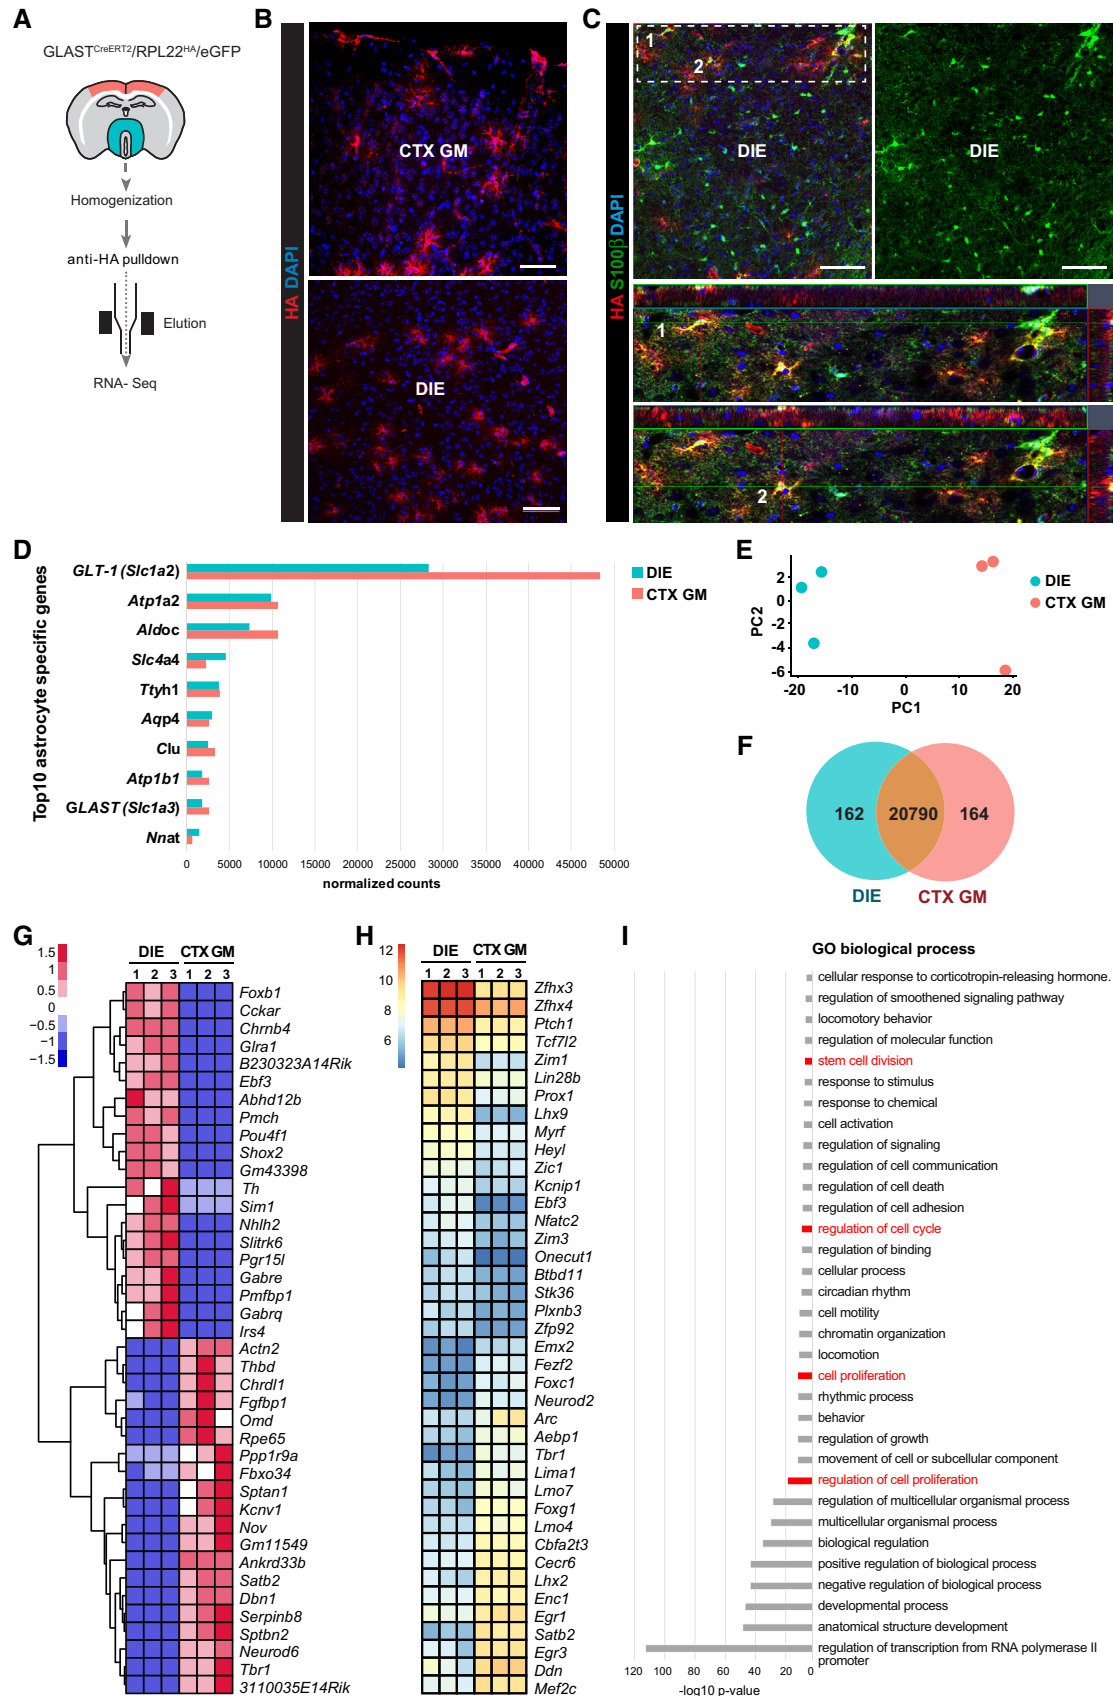 A
GLAST^CreERT2/RPL22^HA/eGFP
Homogenization
anti-HA pulldown
Elution
RNA- Seq
B
HA DAPI
CTX GM
DIE
C
HA S100β DAPI
1
2
DIE
DIE
1
2
D
Top10 astrocyte specific genes
GLT-1 (Slc1a2)
Atp1a2
Aldoc
Slc4a4
Ttyh1
Aqp4
Clu
Atp1b1
GLAST (Slc1a3)
Nnat
0 5000 10000 15000 20000 25000 30000 35000 40000 45000 50000
normalized counts
DIE
CTX GM
E
PC2
2
0
-2
-4
-6
-20 -10 0 10 20
PC1
DIE
CTX GM
F
162 20790 164
DIE CTX GM
G
1.5
1
0.5
0
−0.5
−1
−1.5
DIE CTX GM
1 2 3 1 2 3
Foxb1
Cckar
Chrnb4
Glra1
B230323A14Rik
Ebf3
Abhd12b
Pmch
Pou4f1
Shox2
Gm43398
Th
Sim1
Nhlh2
Slitrk6
Pgr15l
Gabre
Pmfbp1
Gabrq
Irs4
Actn2
Thbd
Chrdl1
Fgfbp1
Omd
Rpe65
Ppp1r9a
Fbxo34
Sptan1
Kcnv1
Nov
Gm11549
Ankrd33b
Satb2
Dbn1
Serpinb8
Sptbn2
Neurod6
Tbr1
3110035E14Rik
H
12
10
8
6
DIE CTX GM
1 2 3 1 2 3
Zfhx3
Zfhx4
Ptch1
Tcf7l2
Zim1
Lin28b
Prox1
Lhx9
Myrf
Heyl
Zic1
Kcnip1
Ebf3
Nfatc2
Zim3
Onecut1
Btbd11
Stk36
Plxnb3
Zfp92
Emx2
Fezf2
Foxc1
Neurod2
Arc
Aebp1
Tbr1
Lima1
Lmo7
Foxg1
Lmo4
Cbfa2t3
Cecr6
Lhx2
Enc1
Egr1
Satb2
Egr3
Ddn
Mef2c
I
GO biological process
cellular response to corticotropin-releasing hormone.
regulation of smoothened signaling pathway
locomotory behavior
regulation of molecular function
stem cell division
response to stimulus
response to chemical
cell activation
regulation of signaling
regulation of cell communication
regulation of cell death
regulation of cell adhesion
regulation of cell cycle
regulation of binding
cellular process
circadian rhythm
cell motility
chromatin organization
locomotion
cell proliferation
rhythmic process
behavior
regulation of growth
movement of cell or subcellular component
regulation of cell proliferation
regulation of multicellular organismal process
multicellular organismal process
biological regulation
positive regulation of biological process
negative regulation of biological process
developmental process
anatomical structure development
regulation of transcription from RNA polymerase II
promoter
120 100 80 60 40 20 0
-log10 p-value